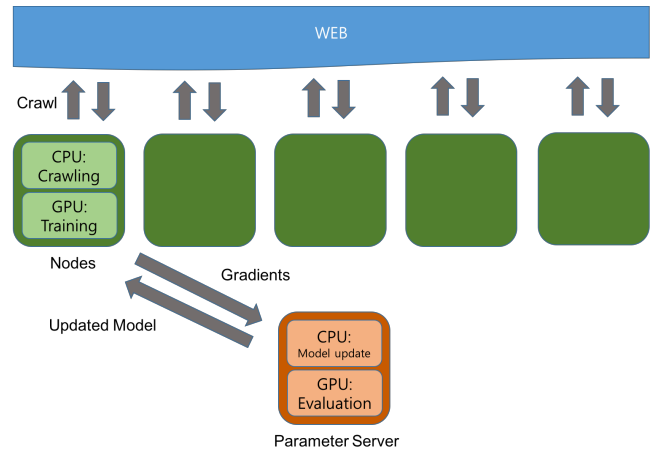 WEB
Crawl
CPU:
Crawling
GPU:
Training
Nodes
Gradients
Updated Model
CPU:
Model update
GPU:
Evaluation
Parameter Server